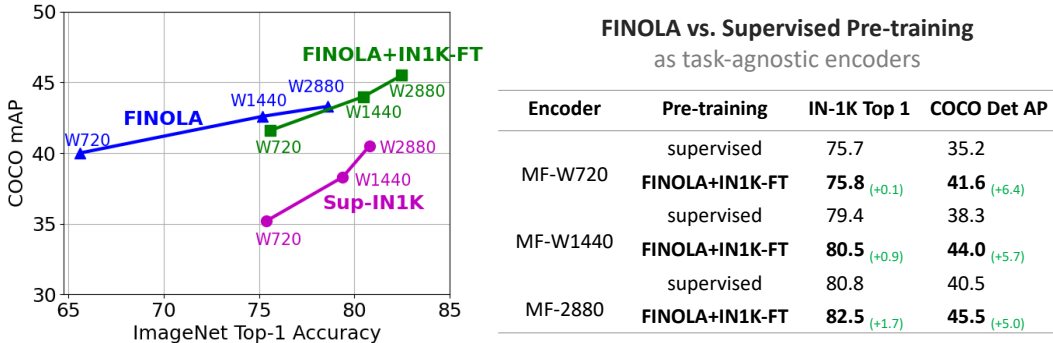 50
45
40
35
30
65
70
75
80
85
COCO mAP
ImageNet Top-1 Accuracy
FINOLA+IN1K-FT
W2880
W2880
W1440
W1440
FINOLA
W720
W720
W2880
W1440
Sup-IN1K
W720
FINOLA vs. Supervised Pre-training
as task-agnostic encoders
Encoder Pre-training IN-1K Top 1 COCO Det AP
MF-W720
supervised 75.7 35.2
FINOLA+IN1K-FT 75.8 (+0.1) 41.6 (+6.4)
MF-W1440
supervised 79.4 38.3
FINOLA+IN1K-FT 80.5 (+0.9) 44.0 (+5.7)
MF-2880
supervised 80.8 40.5
FINOLA+IN1K-FT 82.5 (+1.7) 45.5 (+5.0)